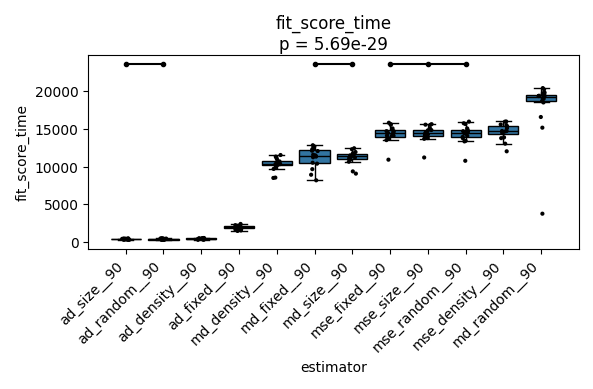 fit_score_time
p = 5.69e-29
fit_score_time
20000
15000
10000
5000
0
ad_size__90
ad_random__90
ad_density__90
ad_fixed__90
md_density__90
md_fixed__90
md_size__90
mse_fixed__90
mse_size__90
mse_random__90
mse_density__90
md_random__90
estimator